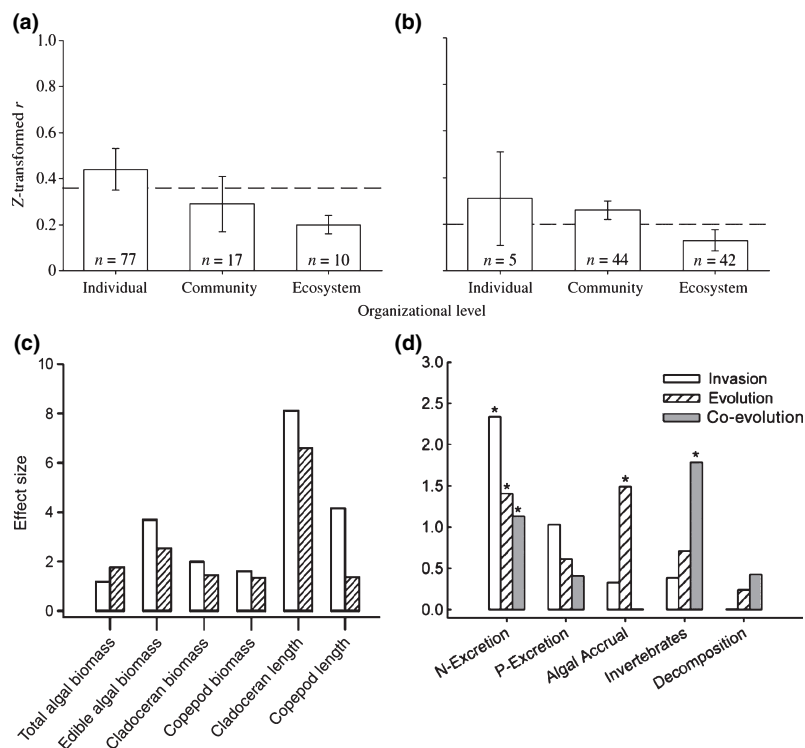 (a)
(b)
Z-transformed r
1.0
0.8
0.6
0.4
0.2
0
n = 77
n = 17
n = 10
n = 5
n = 44
n = 42
Individual
Community
Ecosystem
Individual
Community
Ecosystem
Organizational level
(c)
Effect size
10
8
6
4
2
0
Total algal biomass
Edible algal biomass
Cladoceran biomass
Copepod biomass
Cladoceran length
Copepod length
(d)
3.0
2.5
2.0
1.5
1.0
0.5
0.0
Invasion
Evolution
Co-evolution
*
*
*
*
*
N-Excretion
P-Excretion
Algal Accrual
Invertebrates
Decomposition